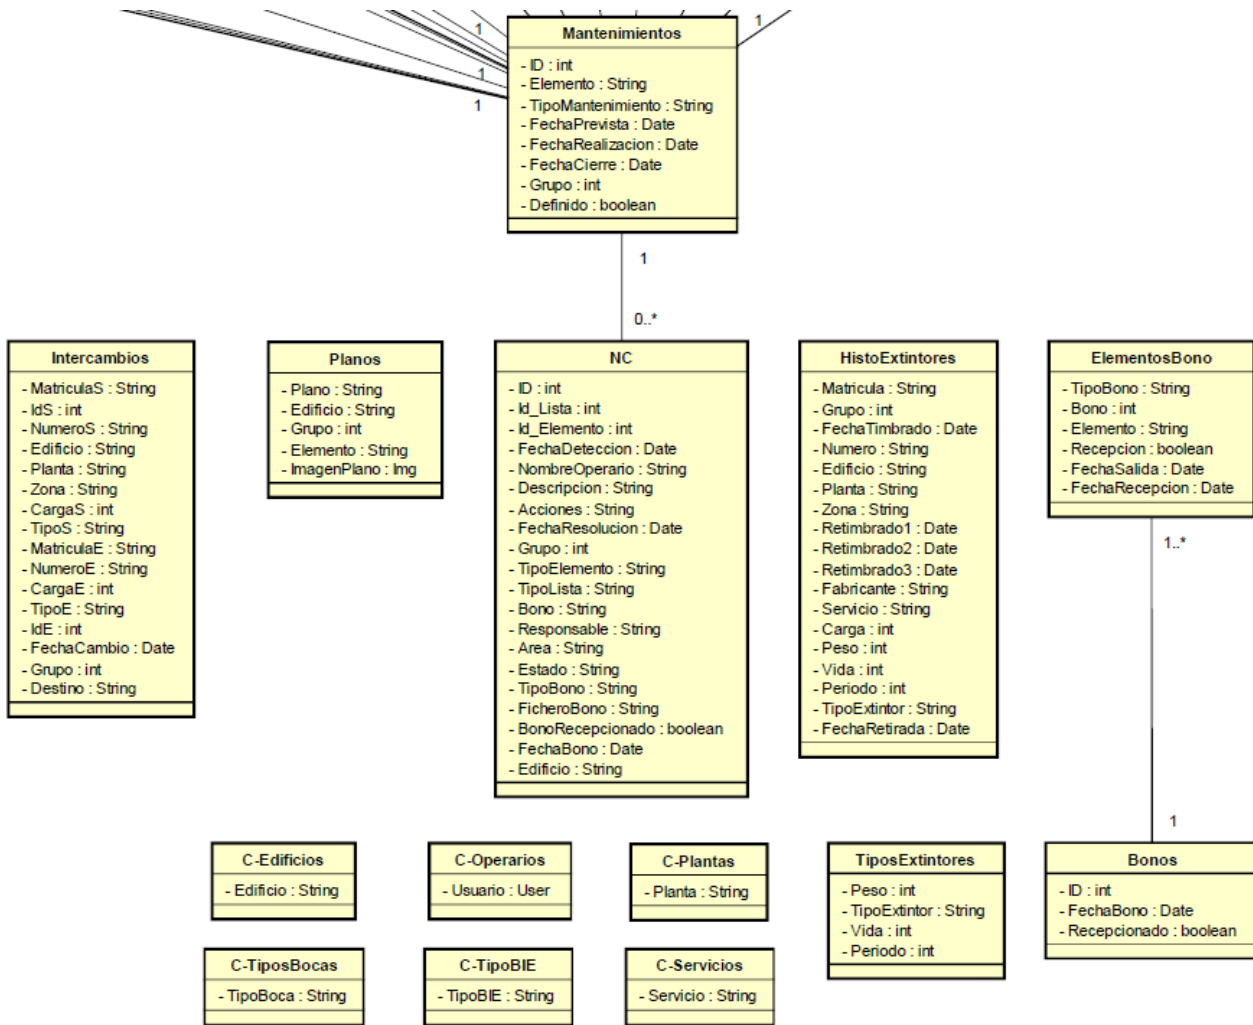 1
1
1
1
Mantenimientos
- ID : int
- Elemento : String
- TipoMantenimiento : String
- FechaPrevista : Date
- FechaRealizacion : Date
- FechaCierre : Date
- Grupo : int
- Definido : boolean
1
0..*
Intercambios
- MatriculaS : String
- IdS : int
- NumeroS : String
- Edificio : String
- Planta : String
- Zona : String
- CargaS : int
- TipoS : String
- MatriculaE : String
- NumeroE : String
- CargaE : int
- TipoE : String
- IdE : int
- FechaCambio : Date
- Grupo : int
- Destino : String
Planos
- Plano : String
- Edificio : String
- Grupo : int
- Elemento : String
- ImagenPlano : Img
NC
- ID : int
- Id_Lista : int
- Id_Elemento : int
- FechaDeteccion : Date
- NombreOperario : String
- Descripcion : String
- Acciones : String
- FechaResolucion : Date
- Grupo : int
- TipoElemento : String
- TipoLista : String
- Bono : String
- Responsable : String
- Area : String
- Estado : String
- TipoBono : String
- FicheroBono : String
- BonoRecepcionado : boolean
- FechaBono : Date
- Edificio : String
HistoExtintores
- Matricula : String
- Grupo : int
- FechaTimbrado : Date
- Numero : String
- Edificio : String
- Planta : String
- Zona : String
- Retimbrado1 : Date
- Retimbrado2 : Date
- Retimbrado3 : Date
- Fabricante : String
- Servicio : String
- Carga : int
- Peso : int
- Vida : int
- Periodo : int
- TipoExtintor : String
- FechaRetirada : Date
ElementosBono
- TipoBono : String
- Bono : int
- Elemento : String
- Recepcion : boolean
- FechaSalida : Date
- FechaRecepcion : Date
1..*
1
C-Edificios
- Edificio : String
C-Operarios
- Usuario : User
C-Plantas
- Planta : String
TiposExtintores
- Peso : int
- TipoExtintor : String
- Vida : int
- Periodo : int
Bonos
- ID : int
- FechaBono : Date
- Recepcionado : boolean
C-TiposBocas
- TipoBoca : String
C-TipoBIE
- TipoBIE : String
C-Servicios
- Servicio : String